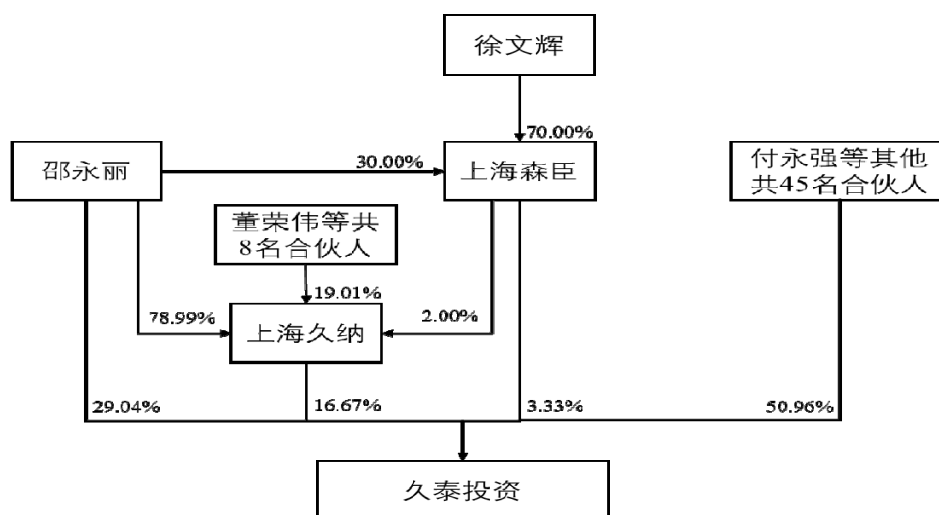 徐文辉
70.00%
邵永丽
30.00%
上海森臣
付永强等其他
共45名合伙人
董荣伟等共
8名合伙人
19.01%
78.99%
上海久纳
2.00%
29.04%
16.67%
3.33%
50.96%
久泰投资